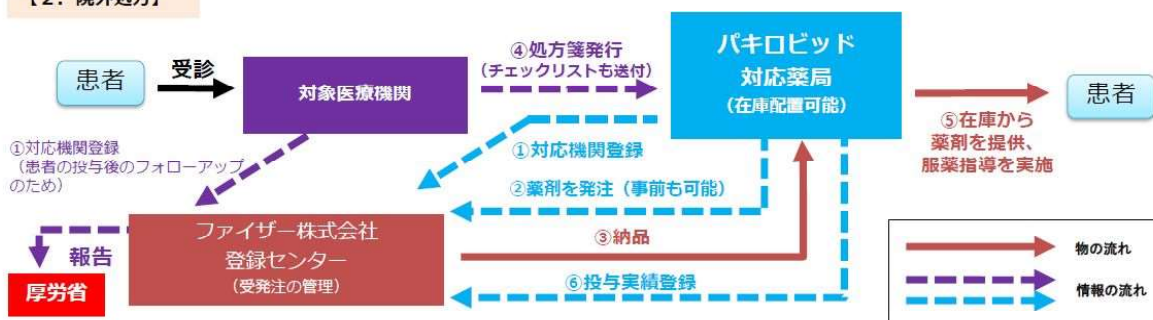 【２．院外処方】
患者
受診
対象医療機関
④処方箋発行
（チェックリストも送付）
パキロビッド
対応薬局
（在庫配置可能）
患者
⑤在庫から
薬剤を提供、
服薬指導を実施
①対応機関登録
（患者の投与後のフォローアップ
のため）
①対応機関登録
②薬剤を発注（事前も可能）
ファイザー株式会社
登録センター
（受発注の管理）
③納品
⑥投与実績登録
報告
厚労省
物の流れ
情報の流れ